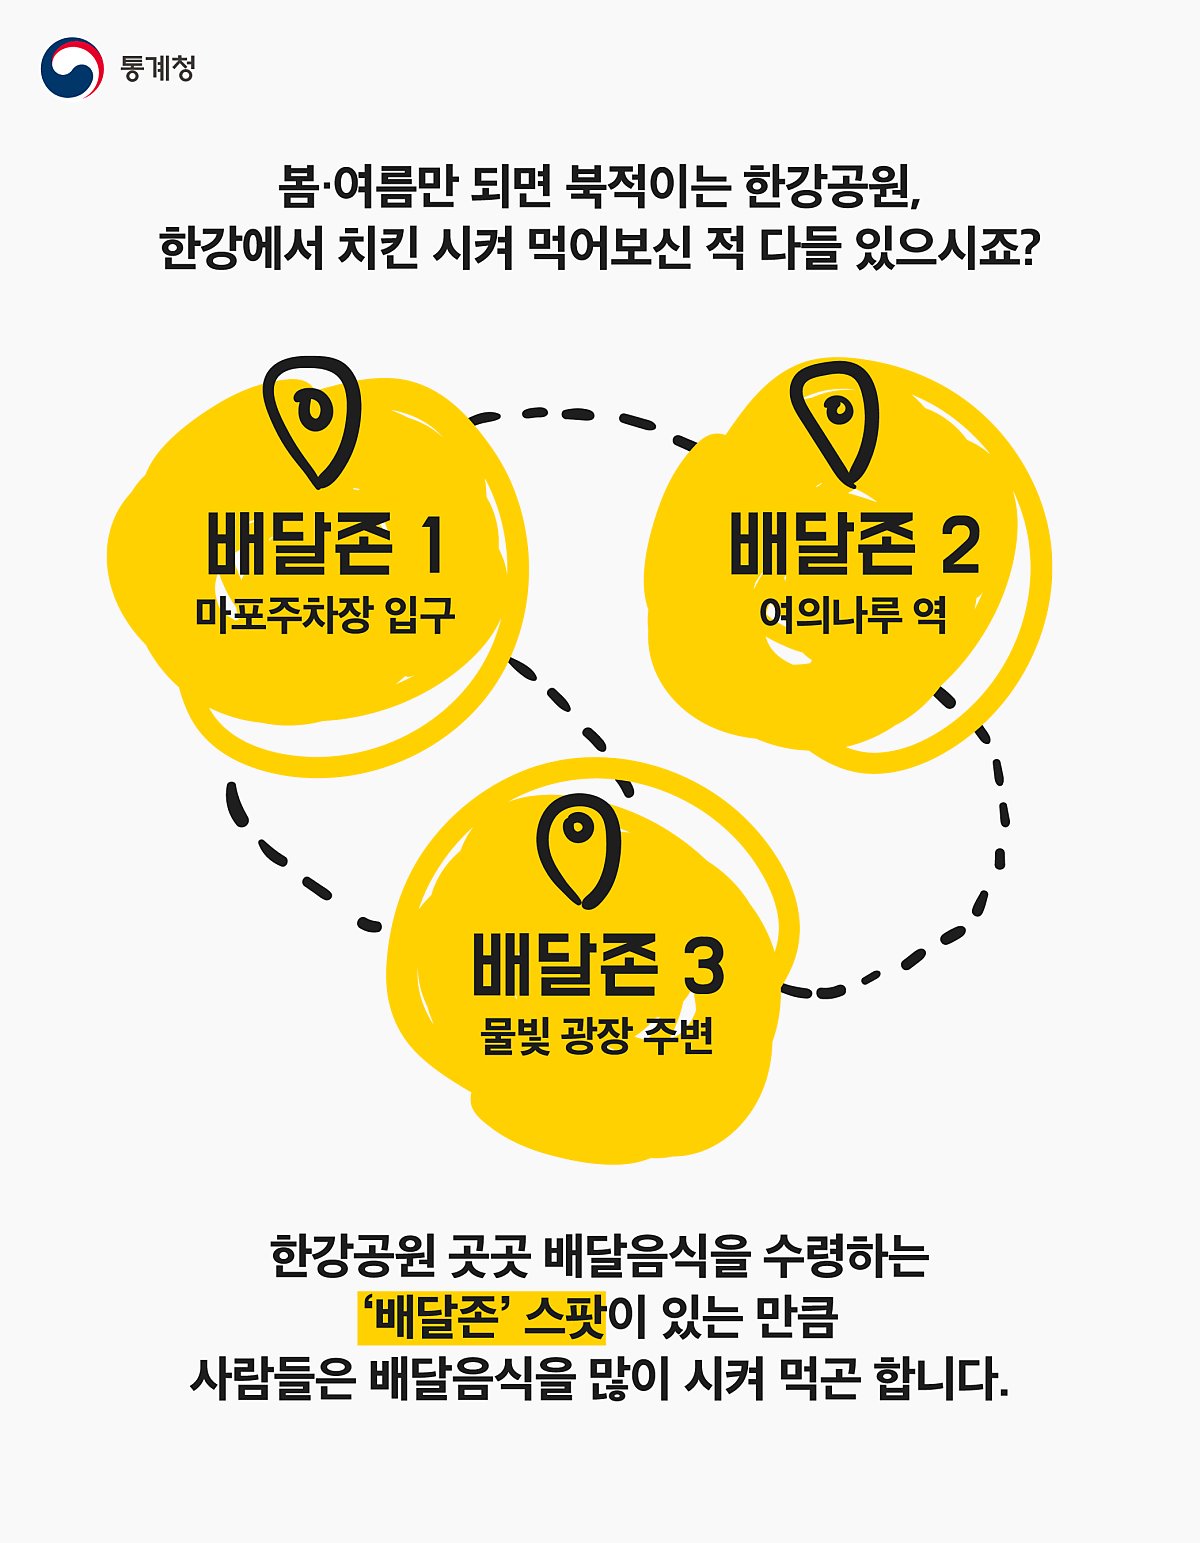 통계청
봄·여름만 되면 북적이는 한강공원,
한강에서 치킨 시켜 먹어보신 적 다들 있으시죠?
배달존 1
마포주차장 입구
배달존 2
여의나루 역
배달존 3
물빛 광장 주변
한강공원 곳곳 배달음식을 수령하는
‘배달존’ 스팟이 있는 만큼
사람들은 배달음식을 많이 시켜 먹곤 합니다.